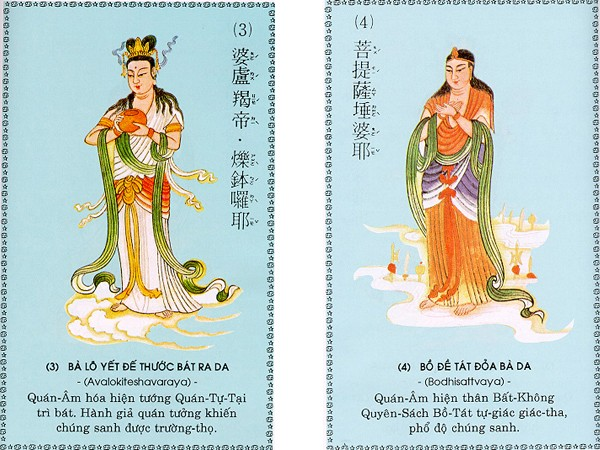 (3)
婆盧羯帝・爍鉢囉耶
(3) BÀ LÔ YẾT ĐẾ THƯỚC BÁT RA DA
- (Avalokiteshavaraya) -
Quán-Âm hóa hiện tướng Quán-Tự-Tại
trì bát. Hành giả quán tưởng khiến
chúng sanh được trường-thọ.
(4)
菩提薩埵婆耶
(4) BỒ ĐỀ TÁT ĐỎA BÀ DA
- (Bodhisattvaya) -
Quán-Âm hiện thân Bất-Không
Quyên-Sách Bồ-Tát tự-giác giác-tha,
phổ độ chúng sanh.